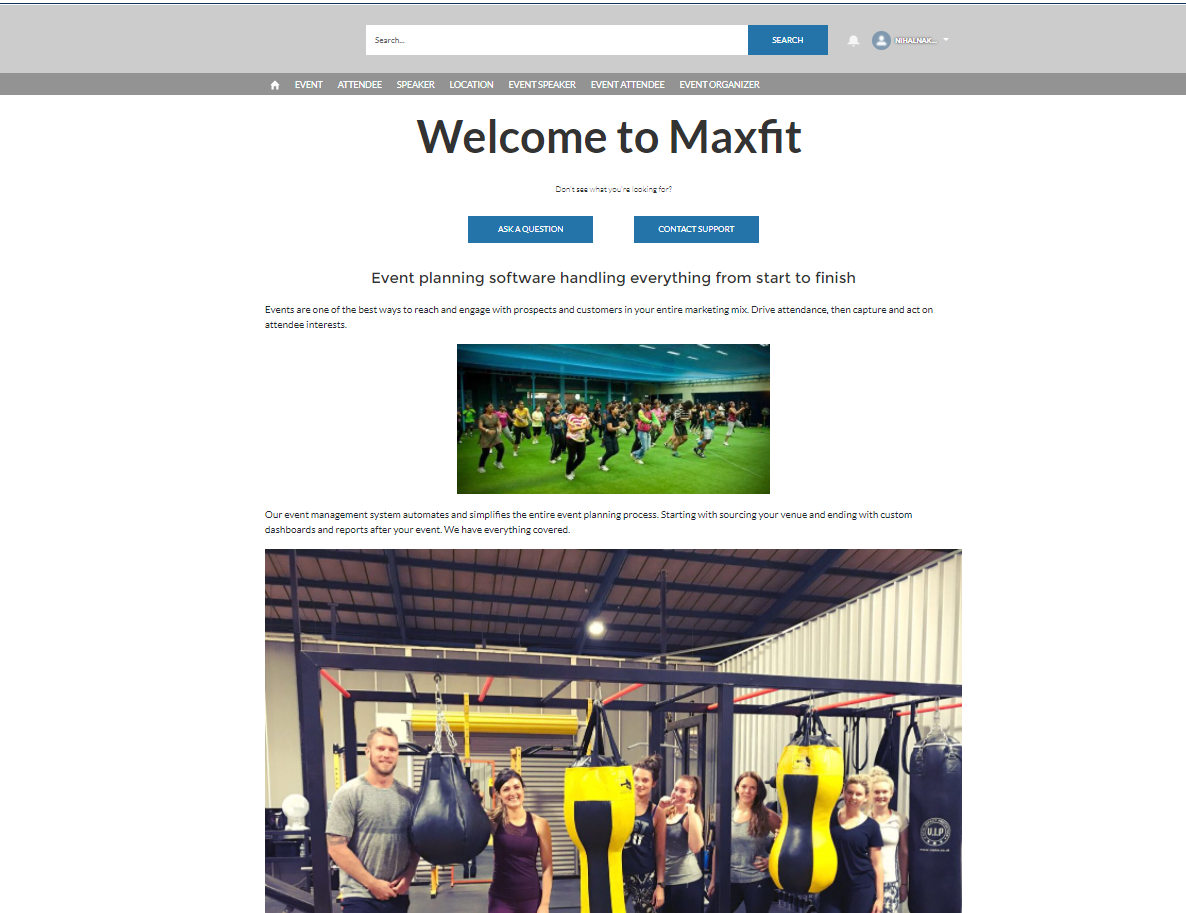 Search...
SEARCH
NIHALNAK...
EVENT ATTENDEE SPEAKER LOCATION EVENT SPEAKER EVENT ATTENDEE EVENT ORGANIZER
Welcome to Maxfit
Don't see what you're looking for?
ASK A QUESTION
CONTACT SUPPORT
Event planning software handling everything from start to finish
Events are one of the best ways to reach and engage with prospects and customers in your entire marketing mix. Drive attendance, then capture and act on
attendee interests.
Our event management system automates and simplifies the entire event planning process. Starting with sourcing your venue and ending with custom
dashboards and reports after your event. We have everything covered.
V.I.P